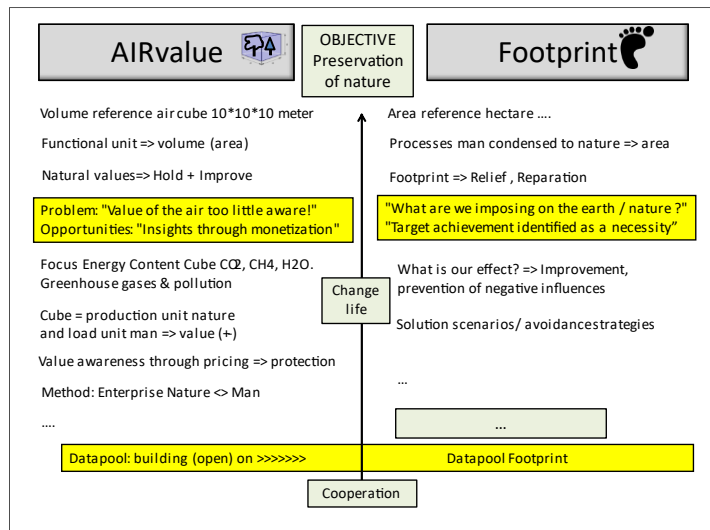 AIRvalue
OBJECTIVE
Preservation
of nature
Footprint
Volume reference air cube 10*10*10 meter
Functional unit => volume (area)
Natural values=> Hold + Improve
Problem: "Value of the air too little aware!"
Opportunities: "Insights through monetization"
Focus Energy Content Cube CO2, CH4, H2O.
Greenhouse gases & pollution
Cube = production unit nature
and load unit man => value (+-)
Value awareness through pricing => protection
Method: Enterprise Nature <> Man
....
Area reference hectare ....
Processes man condensed to nature => area
Footprint => Relief , Reparation
"What are we imposing on the earth / nature ?"
"Target achievement identified as a necessity”
What is our effect? => Improvement,
prevention of negative influences
Solution scenarios/ avoidancestrategies
...
...
Change
life
Datapool: building (open) on >>>>>>>
Datapool Footprint
Cooperation